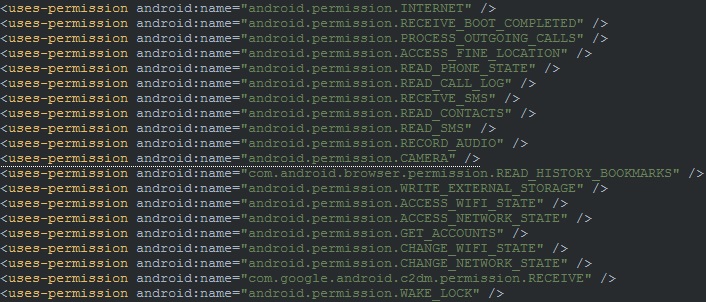 <uses-permission android:name="android.permission.INTERNET" />
<uses-permission android:name="android.permission.RECEIVE_BOOT_COMPLETED" />
<uses-permission android:name="android.permission.PROCESS_OUTGOING_CALLS" />
<uses-permission android:name="android.permission.ACCESS_FINE_LOCATION" />
<uses-permission android:name="android.permission.READ_PHONE_STATE" />
<uses-permission android:name="android.permission.READ_CALL_LOG" />
<uses-permission android:name="android.permission.RECEIVE_SMS" />
<uses-permission android:name="android.permission.READ_CONTACTS" />
<uses-permission android:name="android.permission.READ_SMS" />
<uses-permission android:name="android.permission.RECORD_AUDIO" />
<uses-permission android:name="android.permission.CAMERA" />
<uses-permission android:name="com.android.browser.permission.READ_HISTORY_BOOKMARKS" />
<uses-permission android:name="android.permission.WRITE_EXTERNAL_STORAGE" />
<uses-permission android:name="android.permission.ACCESS_WIFI_STATE" />
<uses-permission android:name="android.permission.ACCESS_NETWORK_STATE" />
<uses-permission android:name="android.permission.GET_ACCOUNTS" />
<uses-permission android:name="android.permission.CHANGE_WIFI_STATE" />
<uses-permission android:name="android.permission.CHANGE_NETWORK_STATE" />
<uses-permission android:name="com.google.android.c2dm.permission.RECEIVE" />
<uses-permission android:name="android.permission.WAKE_LOCK" />